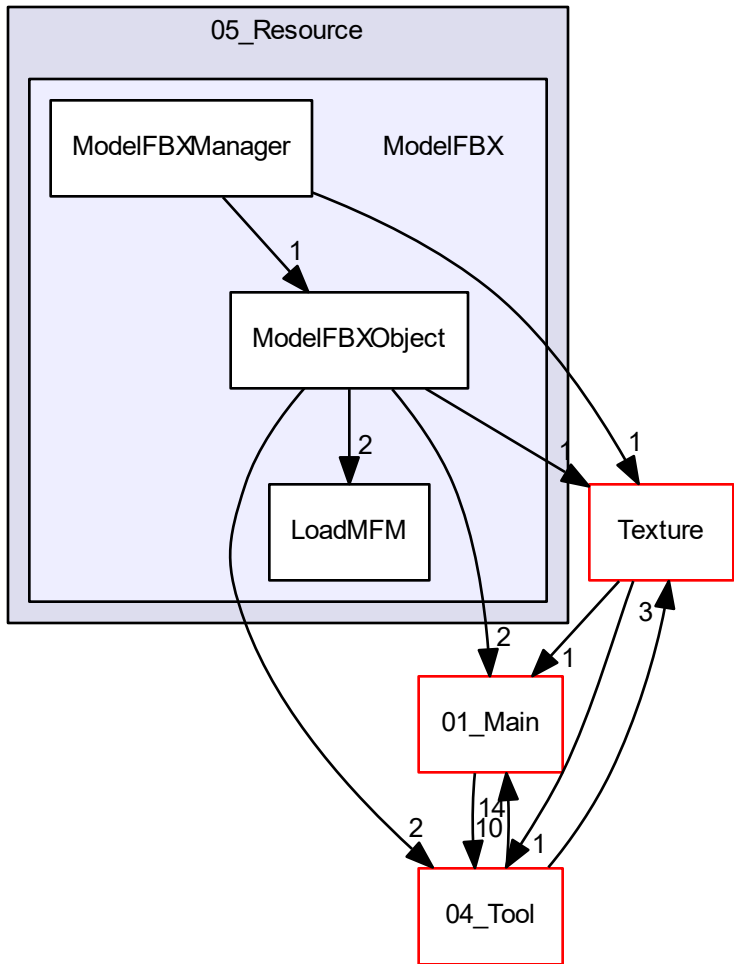 05_Resource
ModelFBXManager
ModelFBX
1
ModelFBXObject
1
2
1
LoadMFM
Texture
3
2
1
01_Main
14
10
2
1
04_Tool